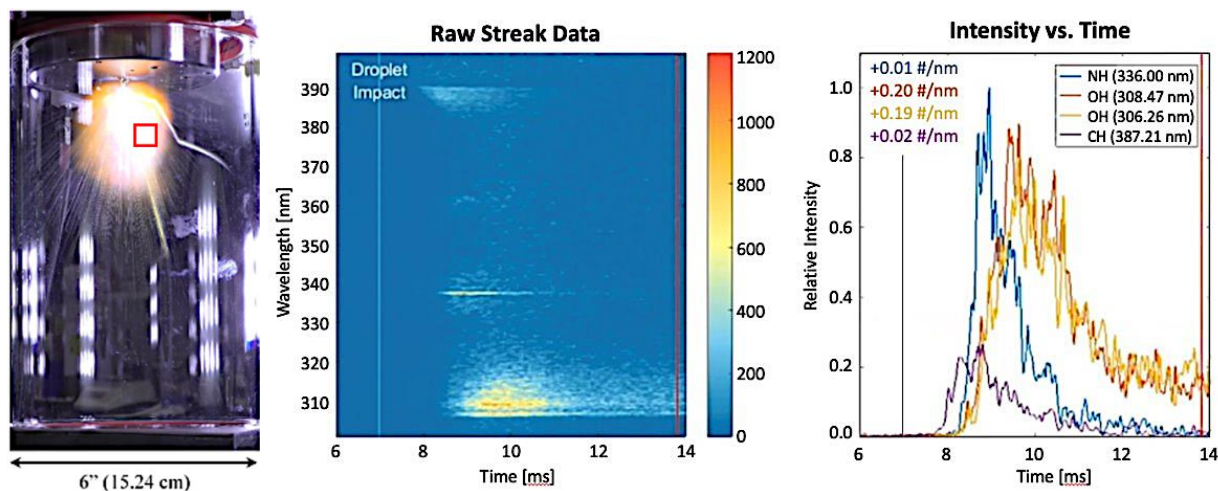 6” (15.24 cm)
Raw Streak Data
Droplet
Impact
Wavelength [nm]
390
380
370
360
350
340
330
320
310
6
8
10
12
14
Time [ms]
1200
1000
800
600
400
200
0
Intensity vs. Time
+0.01 #/nm
+0.20 #/nm
+0.19 #/nm
+0.02 #/nm
NH (336.00 nm)
OH (308.47 nm)
OH (306.26 nm)
CH (387.21 nm)
Relative Intensity
1.0
0.8
0.6
0.4
0.2
0.0
6
8
10
12
14
Time [ms]